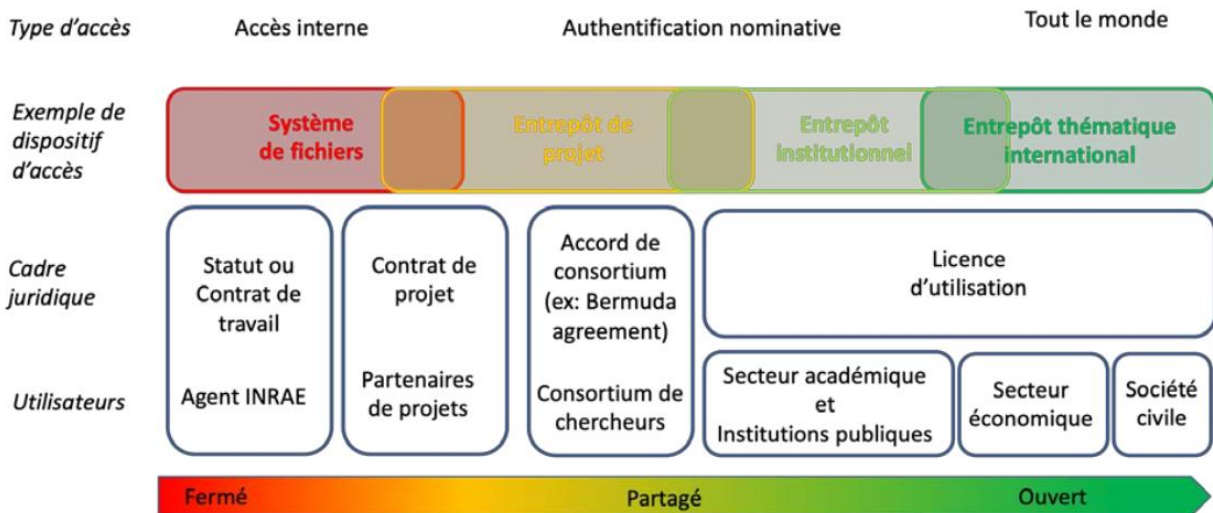 Type d'accès
Accès interne
Authentification nominative
Tout le monde
Exemple de
dispositif
d'accès
Système
de fichiers
Entrepôt de
projet
Entrepôt
institutionnel
Entrepôt thématique
international
Cadre
juridique
Statut ou
Contrat de
travail
Contrat de
projet
Accord de
consortium
(ex: Bermuda
agreement)
Licence
d'utilisation
Utilisateurs
Agent INRAE
Partenaires
de projets
Consortium de
chercheurs
Secteur académique
et
Institutions publiques
Secteur
économique
Société
civile
Fermé
Partagé
Ouvert